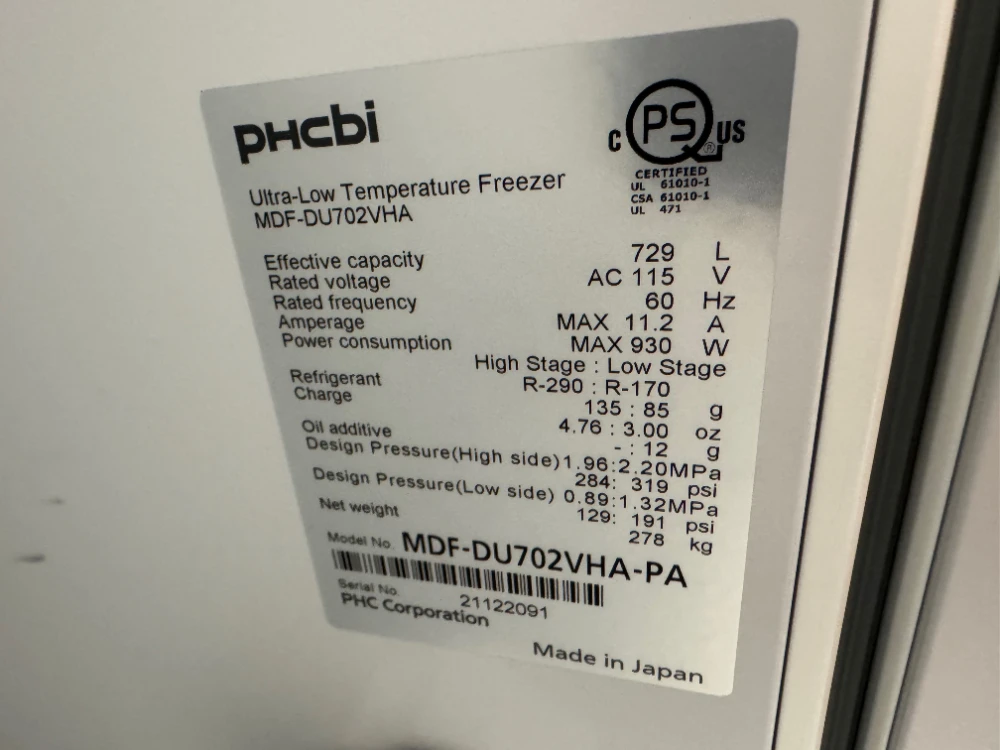 PHCbi
C PS US
®
CERTIFIED
UL 61010-1
CSA 61010-1
UL 471
Ultra-Low Temperature Freezer
MDF-DU702VHA
Effective capacity 729 L
Rated voltage AC 115 V
Rated frequency 60 Hz
Amperage MAX 11.2 A
Power consumption MAX 930 W
High Stage : Low Stage
Refrigerant R-290 : R-170
Charge 135 : 85 g
4.76 : 3.00 oz
Oil additive - : 12 g
Design Pressure(High side) 1.96:2.20MPa
284: 319 psi
Design Pressure(Low side) 0.89:1.32MPa
129: 191 psi
Net weight 278 kg
Model No. MDF-DU702VHA-PA
Serial No. 21122091
PHC Corporation
Made in Japan